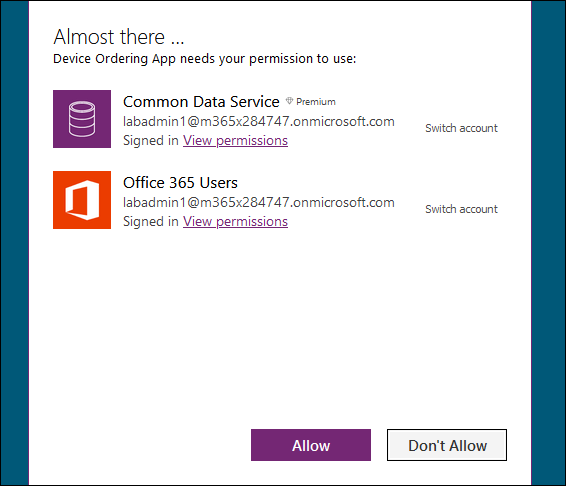 Almost there ...
Device Ordering App needs your permission to use:
Common Data Service Premium
labadmin1@m365x284747.onmicrosoft.com
Switch account
Signed in View permissions
Office 365 Users
labadmin1@m365x284747.onmicrosoft.com
Switch account
Signed in View permissions
Allow Don't Allow